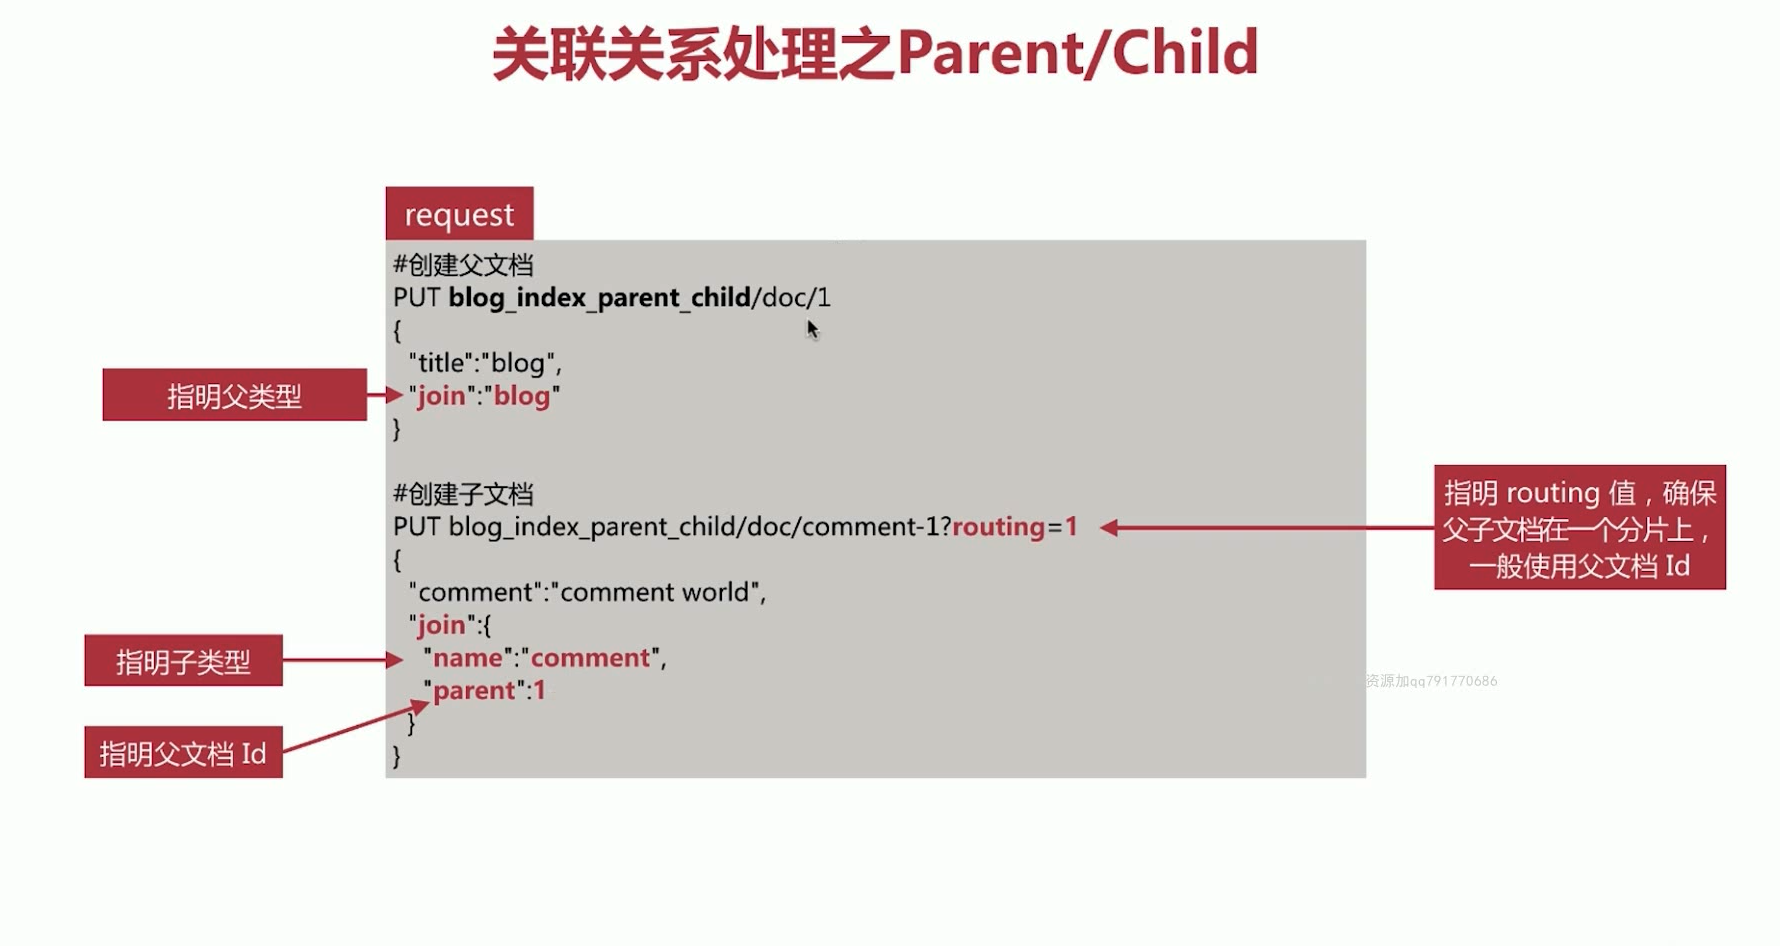 关联关系处理之Parent/Child
request
#创建父文档
PUT blog_index_parent_child/doc/1
{
"title":"blog",
指明父类型
"join":"blog"
}
#创建子文档
PUT blog_index_parent_child/doc/comment-1?routing=1
指明 routing 值，确保
父子文档在一个分片上，
一般使用父文档 Id
{
"comment":"comment world",
"join":{
指明子类型
"name":"comment",
"parent":1
指明父文档 Id
}
}
资源加qq791770686